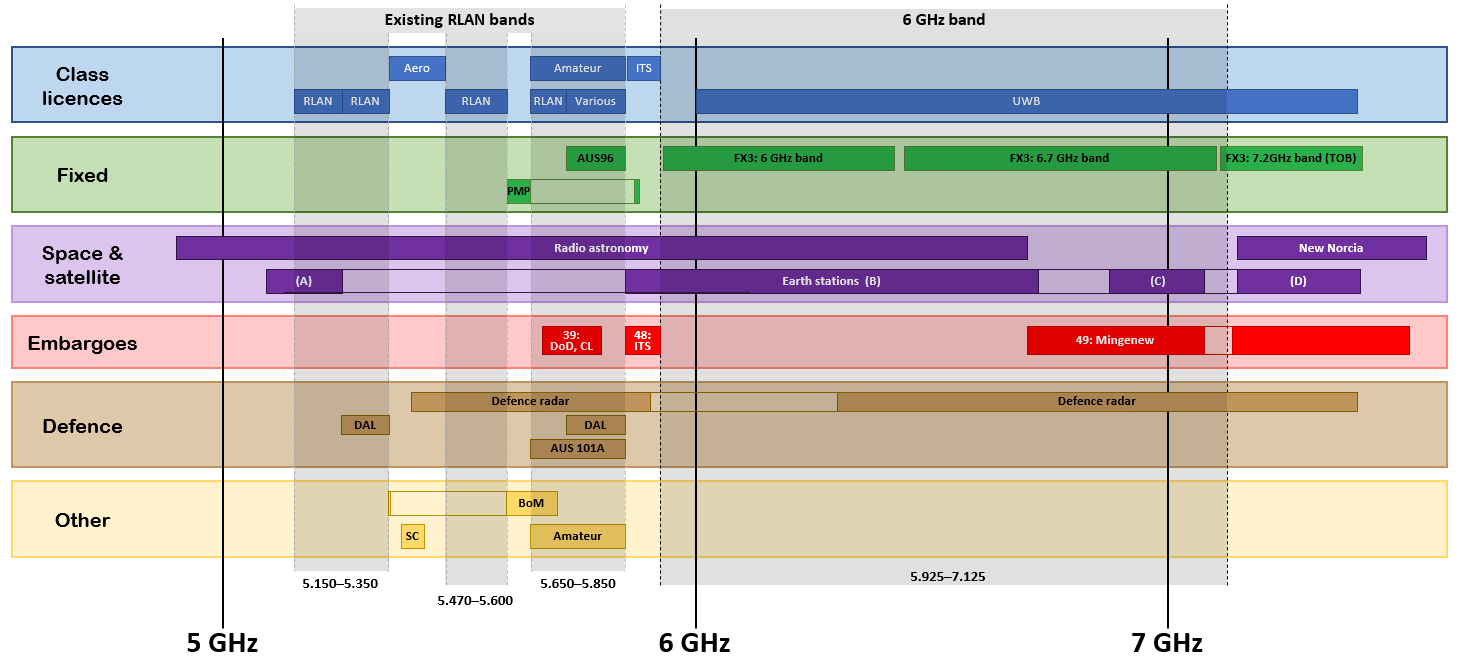 Existing RLAN bands
6 GHz band
Class
licences
Aero
Amateur
ITS
RLAN
RLAN
RLAN
RLAN
Various
UWB
Fixed
AUS96
FX3: 6 GHz band
FX3: 6.7 GHz band
FX3: 7.2GHz band (TOB)
PMP
Space &
satellite
Radio astronomy
New Norcia
(A)
Earth stations (B)
(C)
(D)
Embargoes
39:
DoD, CL
48:
ITS
49: Mingenew
Defence
Defence radar
Defence radar
DAL
DAL
AUS 101A
Other
BoM
SC
Amateur
5.150–5.350
5.470–5.600
5.650–5.850
5.925–7.125
5 GHz
6 GHz
7 GHz